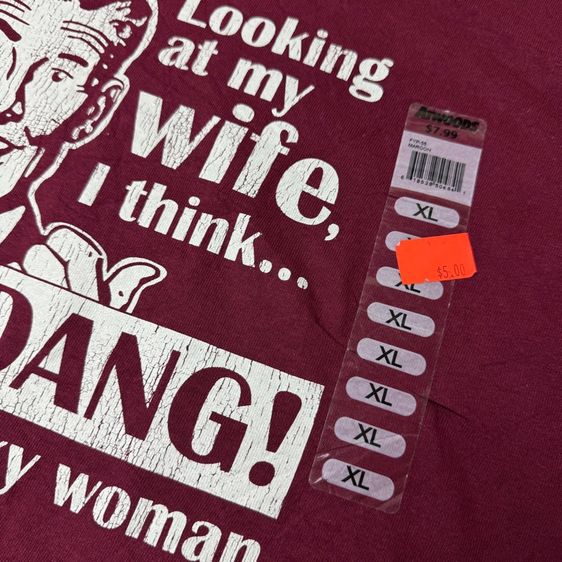 Looking
at my
Wife,
I think...
DANG!
ky woman
ATWOODS
$7.99
MAROON
XL
XL
$5.00
XL
XL
XL
XL
XL